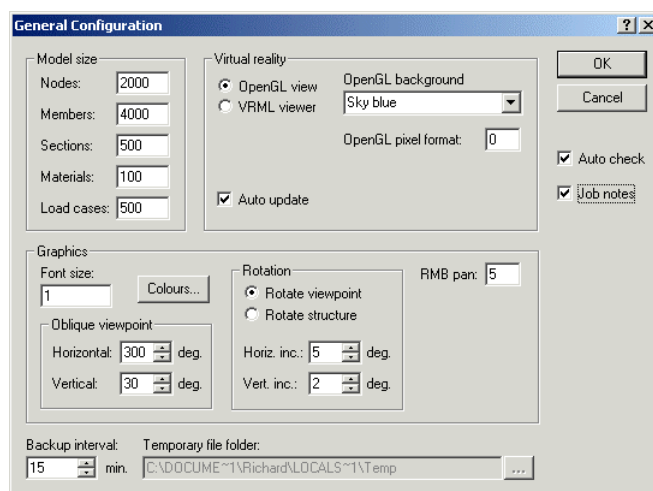 General Configuration
Model size
Nodes: 2000
Members: 4000
Sections: 500
Materials: 100
Load cases: 500
Virtual reality
OpenGL view
VRML viewer
OpenGL background
Sky blue
OpenGL pixel format: 0
Auto update
OK
Cancel
Auto check
Job notes
Graphics
Font size:
1
Colours...
Oblique viewpoint
Horizontal: 300 deg.
Vertical: 30 deg.
Rotation
Rotate viewpoint
Rotate structure
Horiz. inc.: 5 deg.
Vert. inc.: 2 deg.
RMB pan: 5
Backup interval:
15 min.
Temporary file folder:
C:\DOCUME~1\Richard\LOCALS~1\Temp
...